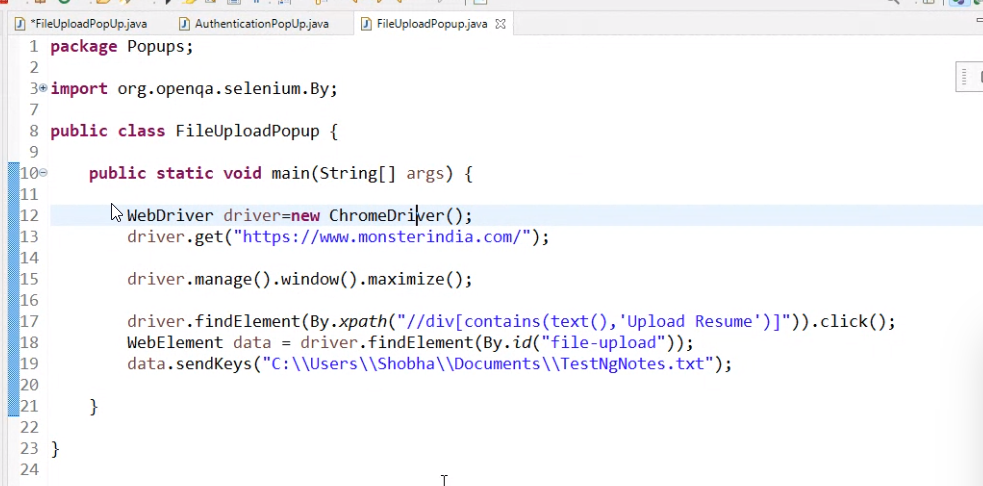 *FileUploadPopUp.java AuthenticationPopUp.java FileUploadPopup.java
1 package Popups;
2
3 import org.openqa.selenium.By;
7
8 public class FileUploadPopup {
9
10 public static void main(String[] args) {
11
12 WebDriver driver=new ChromeDriver();
13 driver.get("https://www.monsterindia.com/");
14
15 driver.manage().window().maximize();
16
17 driver.findElement(By.xpath("//div[contains(text(),'Upload Resume')]")).click();
18 WebElement data = driver.findElement(By.id("file-upload"));
19 data.sendKeys("C:\\Users\\Shobha\\Documents\\TestNgNotes.txt");
20
21 }
22
23 }
24